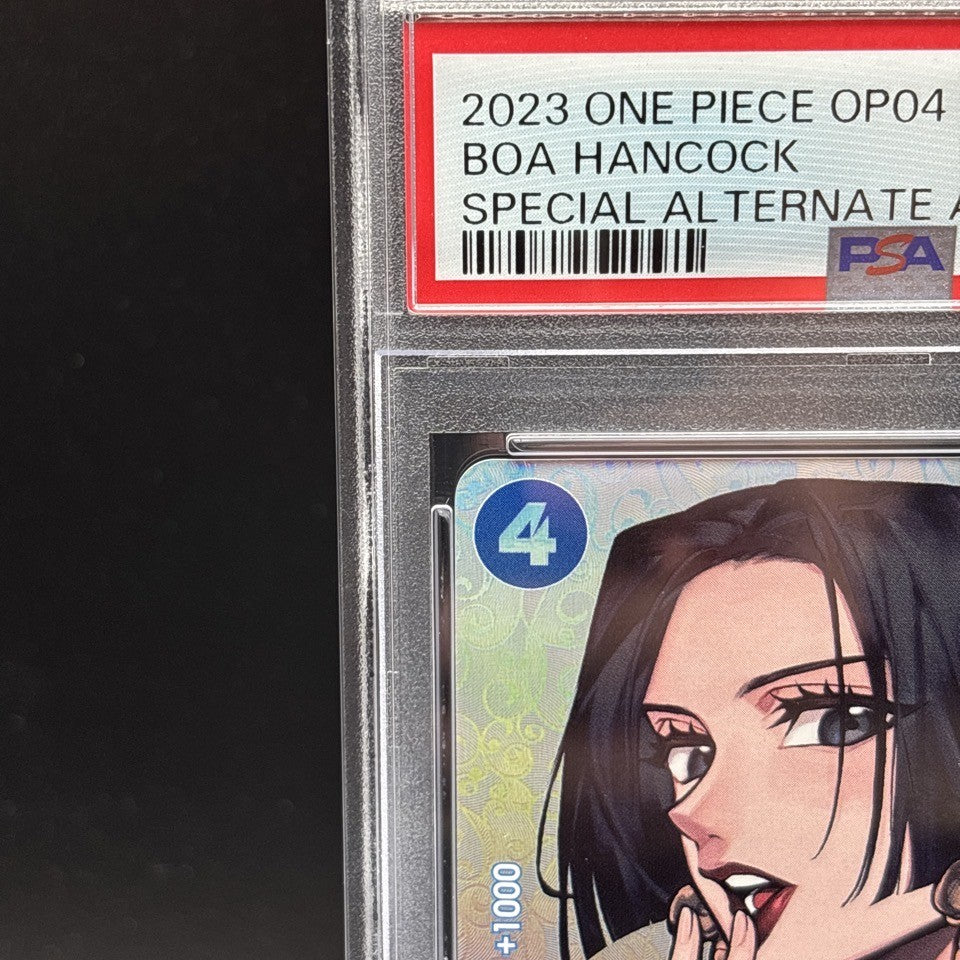 2023 ONE PIECE OP04
BOA HANCOCK
SPECIAL ALTERNATE A
PSA
4
+1000